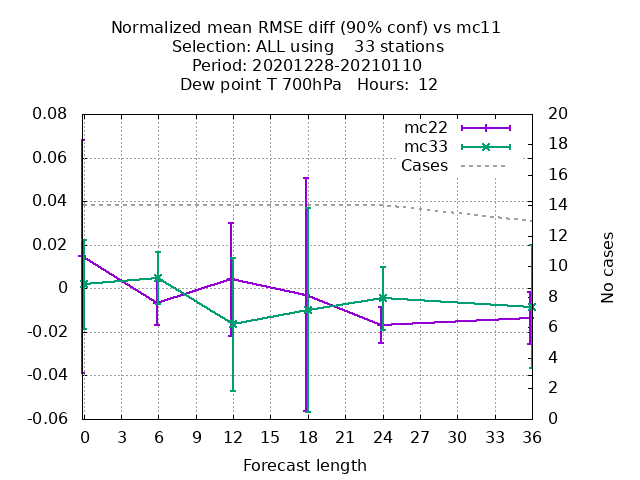 Normalized mean RMSE diff (90% conf) vs mc11
Selection: ALL using    33 stations
Period: 20201228-20210110
Dew point T 700hPa   Hours:  12
0.08
0.06
0.04
0.02
0
-0.02
-0.04
-0.06
mc22
mc33
Cases
20
18
16
14
12
10
8
6
4
2
0
No cases
0 3 6 9 12 15 18 21 24 27 30 33 36
Forecast length